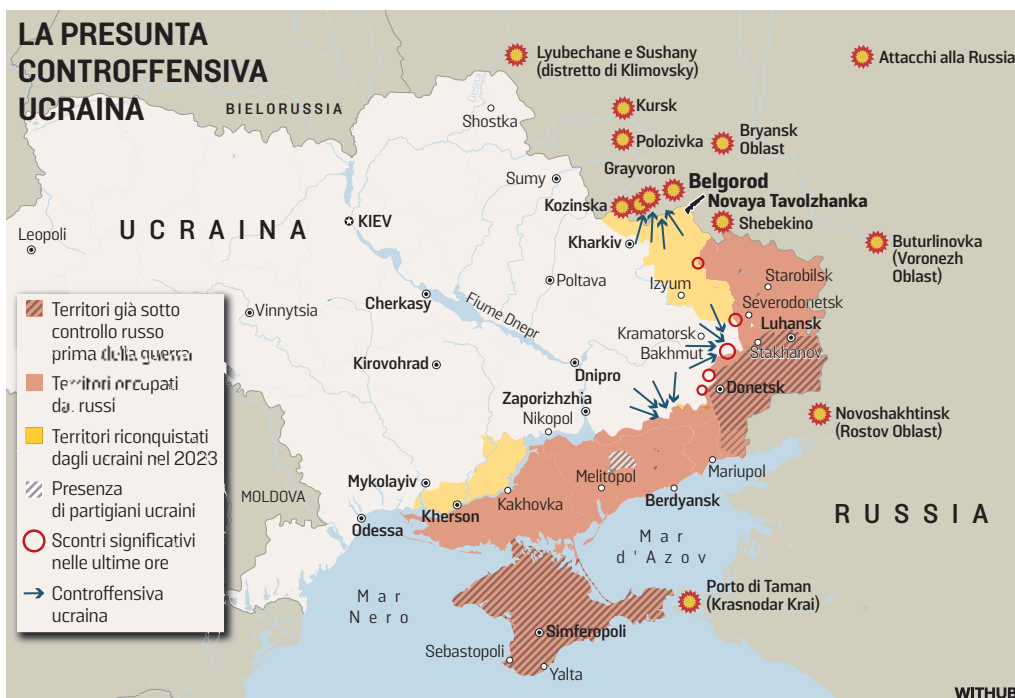 LA PRESUNTA
CONTROFFENSIVA
UCRAINA
BIELORUSSIA
Desna
Shostka
Lyubechane e Sushany
(distretto di Klimovsky)
Attacchi alla Russia
Kursk
Polozivka
Bryansk
Oblast
Grayvoron
Sumy
Belgorod
Kozinska
Novaya Tavolzhanka
Shebekino
UCRAINA
KIEV
Leopoli
Kharkiv
Buturlinovka
(Voronezh
Oblast)
Poltava
Izyum
Starobilsk
Cherkasy
Fiume Dnepr
Severodonetsk
Vinnytsia
Kramatorsk
Luhansk
Bakhmut
Stakhanov
Kirovohrad
Dnipro
Donetsk
Zaporizhzhia
Nikopol
Novoshakhtinsk
(Rostov Oblast)
Territori già sotto
controllo russo
prima della guerra
Territori occupati
dai russi
Territori riconquistati
dagli ucraini nel 2023
Presenza
di partigiani ucraini
Scontri significativi
nelle ultime ore
Controffensiva
ucraina
MOLDOVA
Mykolayiv
Melitopol
Mariupol
Kherson
Kakhovka
Berdyansk
Odessa
RUSSIA
Mar
d'Azov
Mar
Nero
Porto di Taman
(Krasnodar Krai)
Simferopoli
Sebastopoli
Yalta
WITHUB